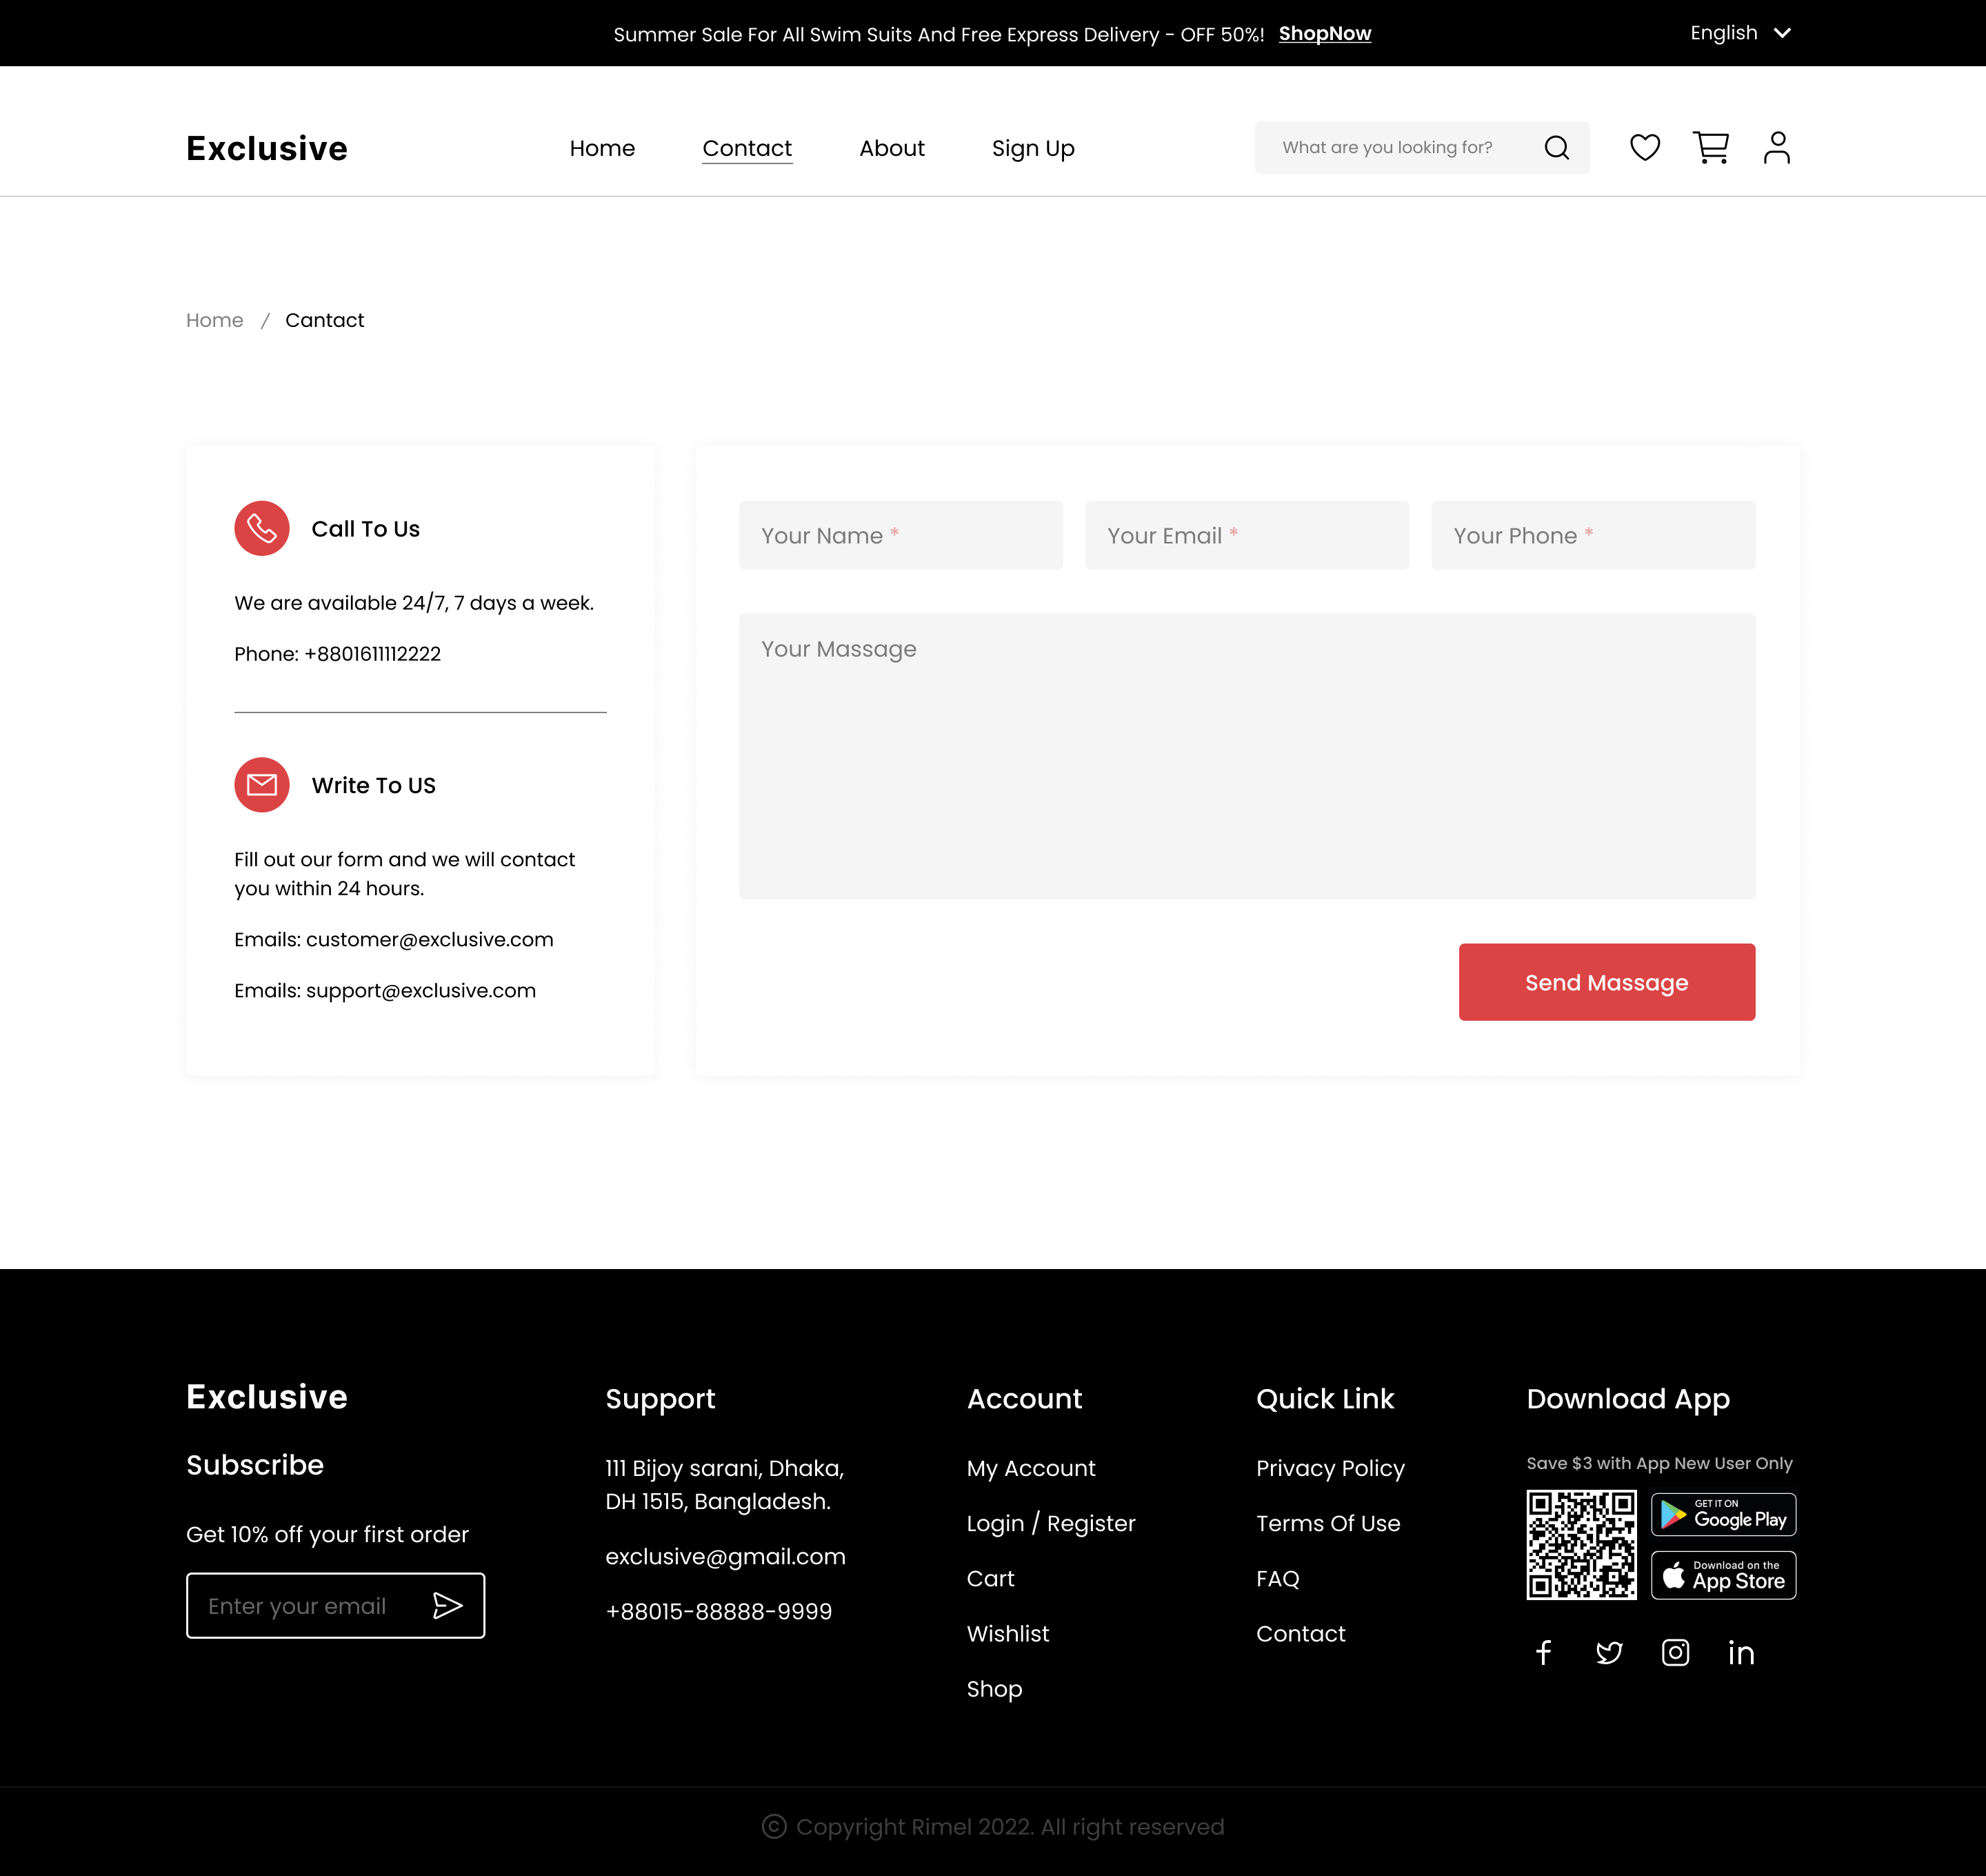 Summer Sale For All Swim Suits And Free Express Delivery - OFF 50%! ShopNow
English
Exclusive
Home
Contact
About
Sign Up
What are you looking for?
Home / Cantact
Call To Us
We are available 24/7, 7 days a week.
Phone: +8801611112222
Write To US
Fill out our form and we will contact
you within 24 hours.
Emails: customer@exclusive.com
Emails: support@exclusive.com
Your Name *
Your Email *
Your Phone *
Your Massage
Send Massage
Exclusive
Subscribe
Get 10% off your first order
Enter your email
Support
111 Bijoy sarani, Dhaka,
DH 1515, Bangladesh.
exclusive@gmail.com
+88015-88888-9999
Account
My Account
Login / Register
Cart
Wishlist
Shop
Quick Link
Privacy Policy
Terms Of Use
FAQ
Contact
Download App
Save $3 with App New User Only
GET IT ON
Google Play
Download on the
App Store
© Copyright Rimel 2022. All right reserved